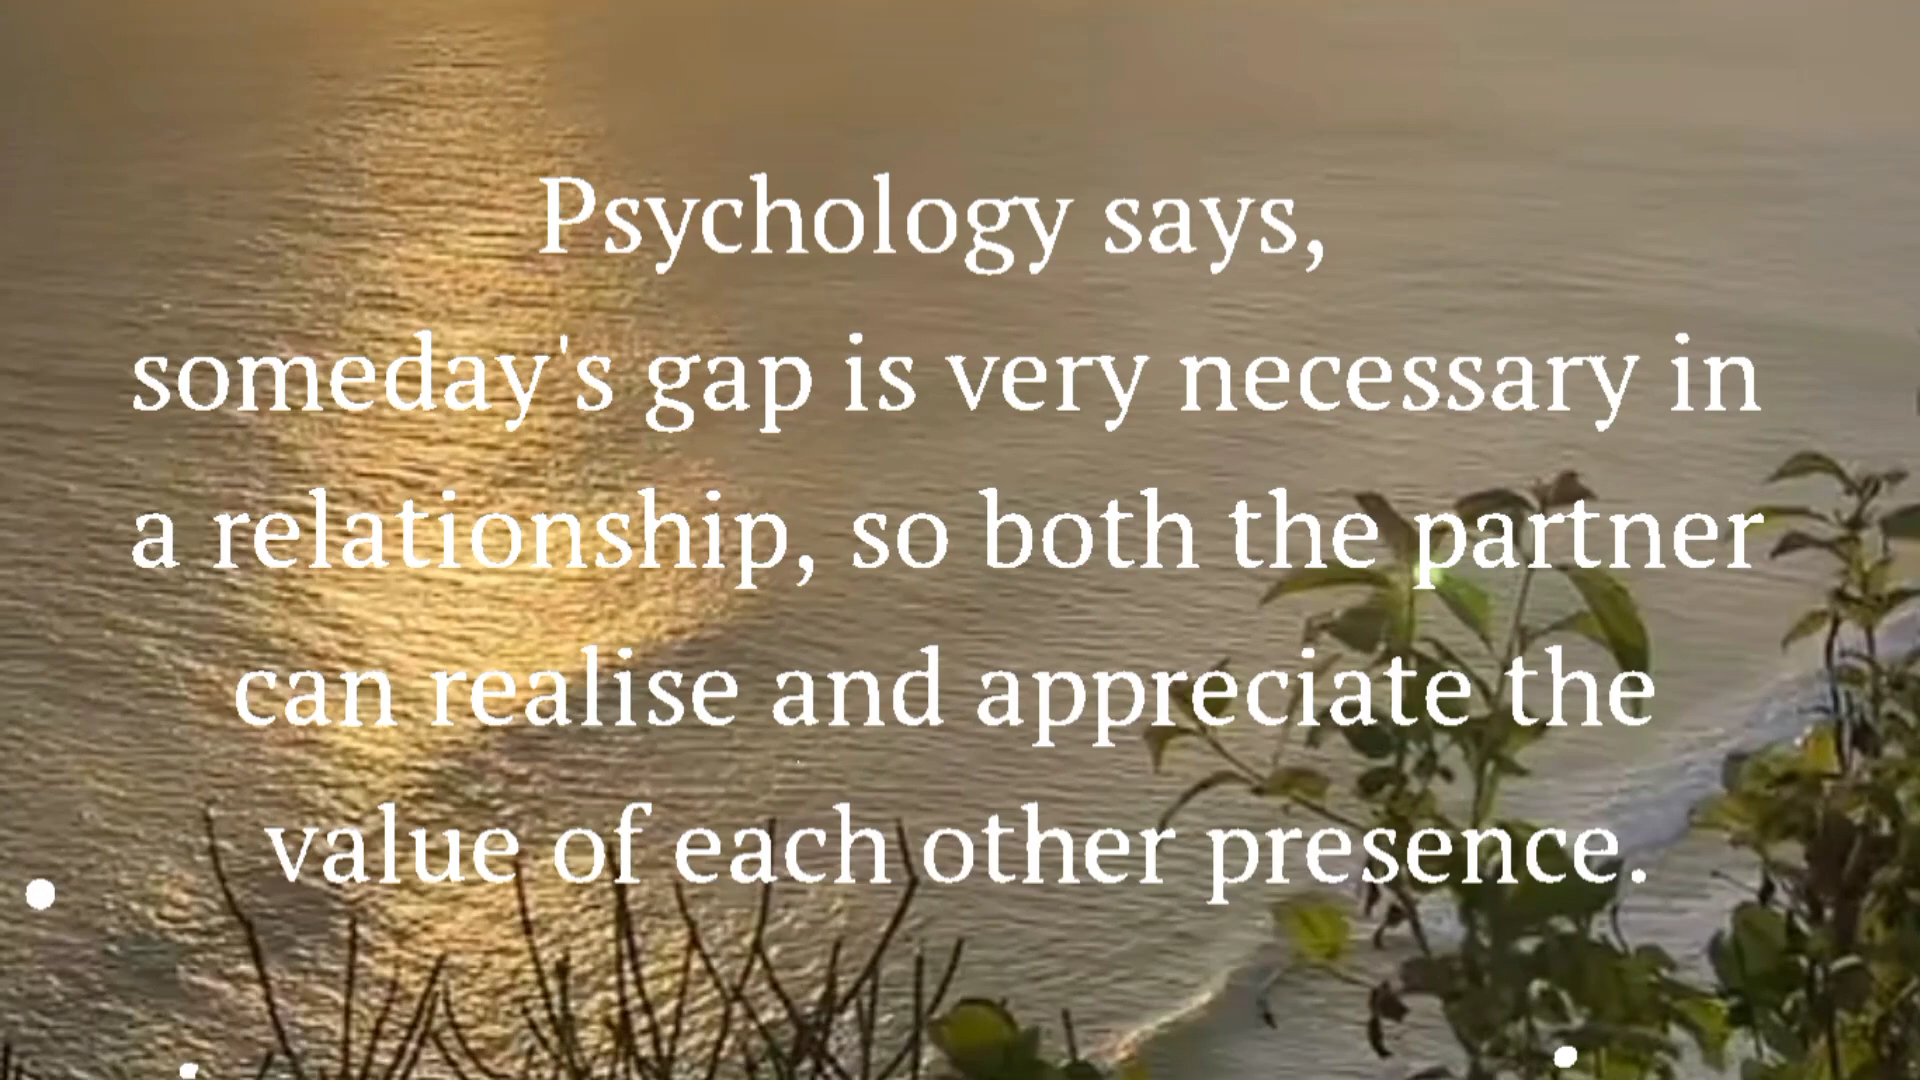 Psychology says,
someday's gap is very necessary in
a relationship, so both the partner
can realise and appreciate the
value of each other presence.